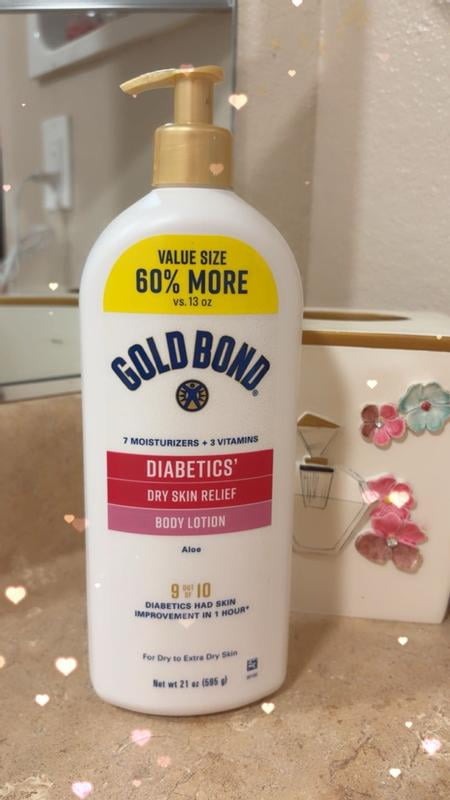 VALUE SIZE
60% MORE
vs. 13 oz
GOLD BOND®
7 MOISTURIZERS + 3 VITAMINS
DIABETICS'
DRY SKIN RELIEF
BODY LOTION
Aloe
9 OUT OF 10
DIABETICS HAD SKIN
IMPROVEMENT IN 1 HOUR*
For Dry to Extra Dry Skin
Net wt 21 oz (595 g)